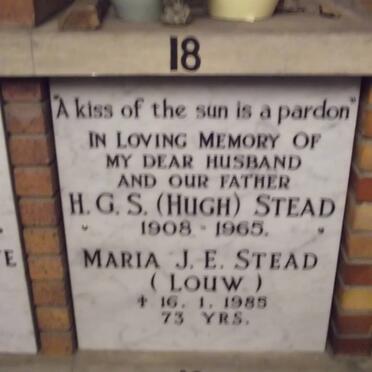 18
"A kiss of the sun is a pardon"
IN LOVING MEMORY OF
MY DEAR HUSBAND
AND OUR FATHER
H. G. S. (HUGH) STEAD
1908 - 1965.
MARIA J. E. STEAD
( LOUW )
✝ 16. 1. 1985
73 YRS.